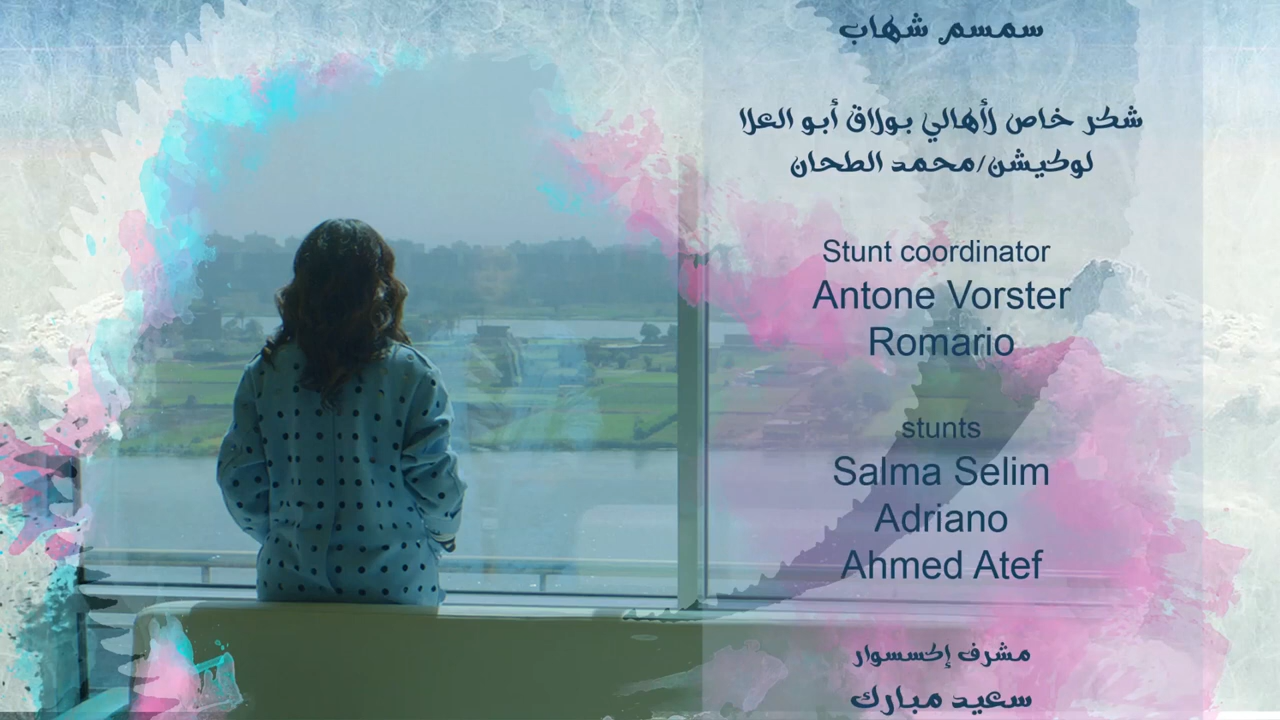 سمسم شهاب
شكر خاص لأهالي بولاق أبو العلا
لوكيشن/محمد الطحان
Stunt coordinator
Antone Vorster
Romario
stunts
Salma Selim
Adriano
Ahmed Atef
مشرف إكسسوار
سعيد مبارك